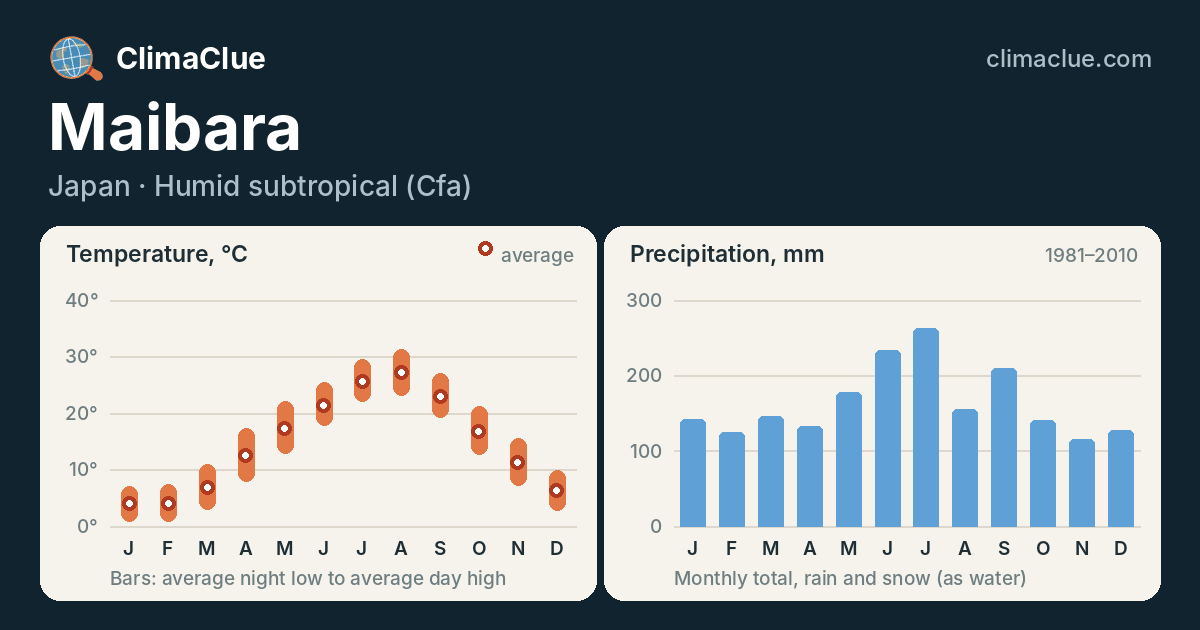 ClimaClue
climaclue.com
Maibara
Japan · Humid subtropical (Cfa)
Temperature, °C
average
40°
30°
20°
10°
0°
J F M A M J J A S O N D
Bars: average night low to average day high
Precipitation, mm
1981–2010
300
200
100
0
J F M A M J J A S O N D
Monthly total, rain and snow (as water)